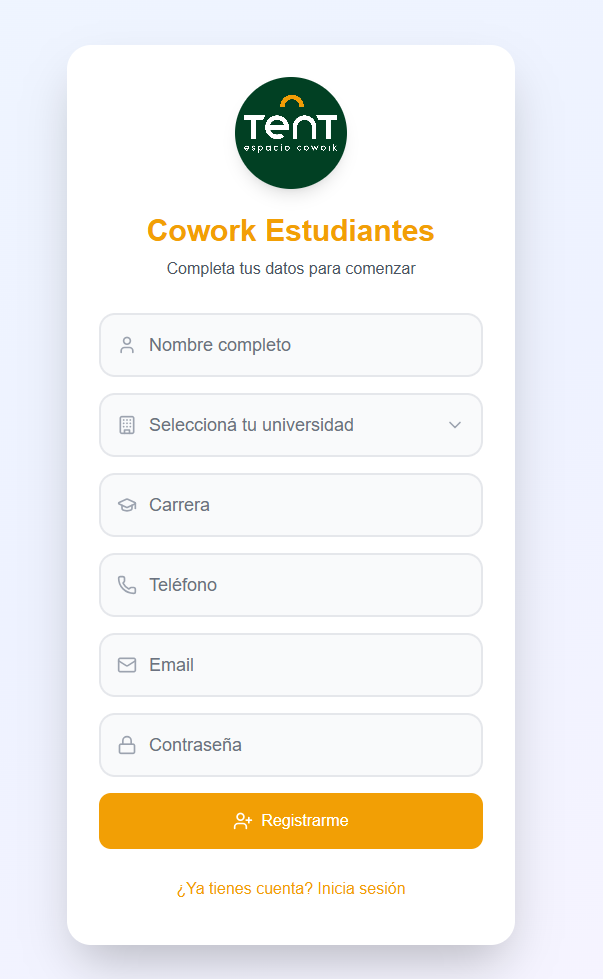 TenT
espacio cowork
Cowork Estudiantes
Completa tus datos para comenzar
Nombre completo
Seleccioná tu universidad
Carrera
Teléfono
Email
Contraseña
Registrarme
¿Ya tienes cuenta? Inicia sesión